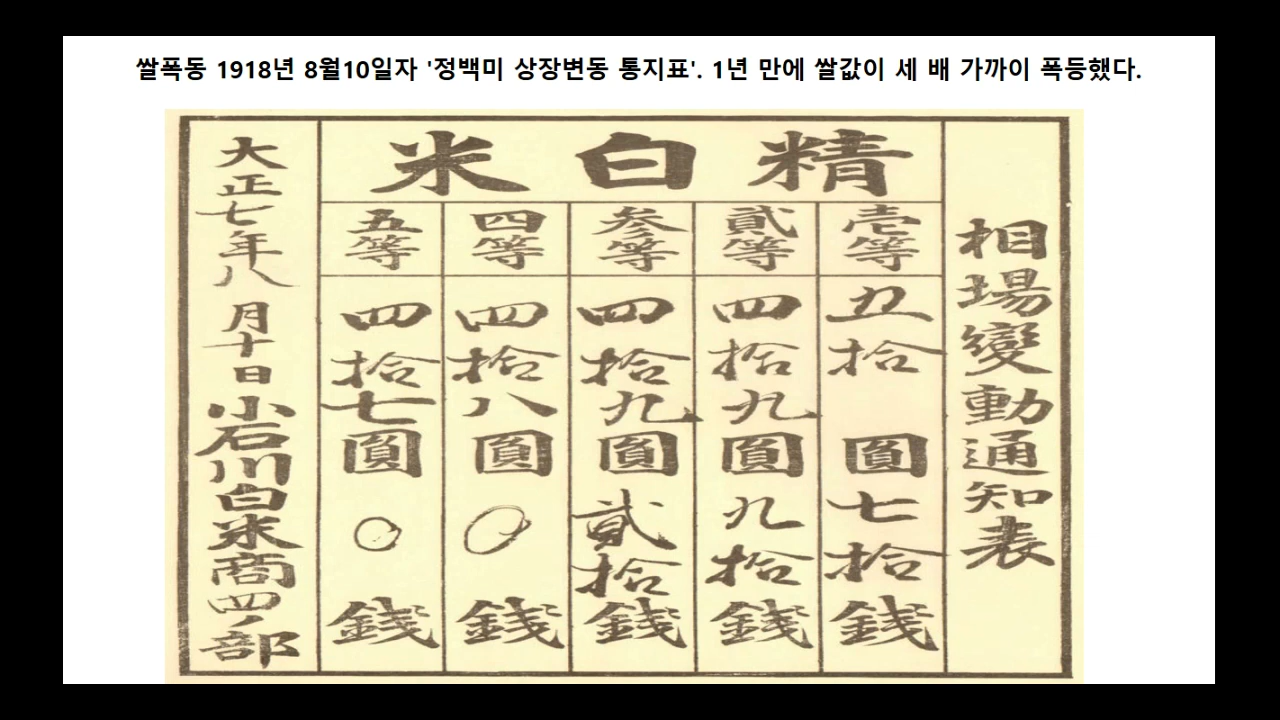 쌀폭동 1918년 8월10일자 '정백미 상장변동 통지표'. 1년 만에 쌀값이 세 배 가까이 폭등했다.
相場變動通知表
精白米
壱等 五拾圓七拾錢
貳等 四拾九圓九拾錢
参等 四拾九圓貳拾錢
四等 四拾八圓〇錢
五等 四拾七圓〇錢
大正七年八月十日小石川白米商四ノ部